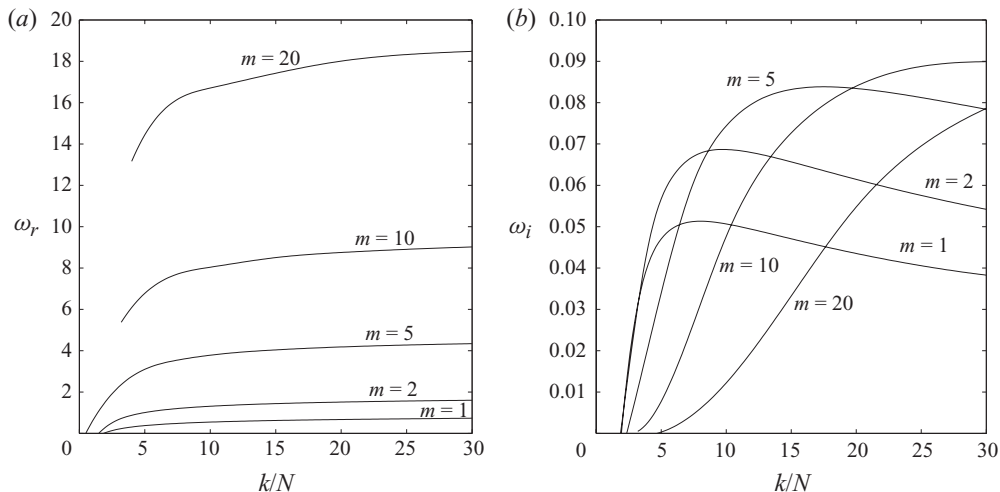 (a)
20
18
16
14
12
10
8
6
4
2
0
ω_r
m = 20
m = 10
m = 5
m = 2
m = 1
5
10
15
20
25
30
k/N
(b)
0.10
0.09
0.08
0.07
0.06
0.05
0.04
0.03
0.02
0.01
0
ω_i
m = 5
m = 2
m = 1
m = 10
m = 20
5
10
15
20
25
30
k/N